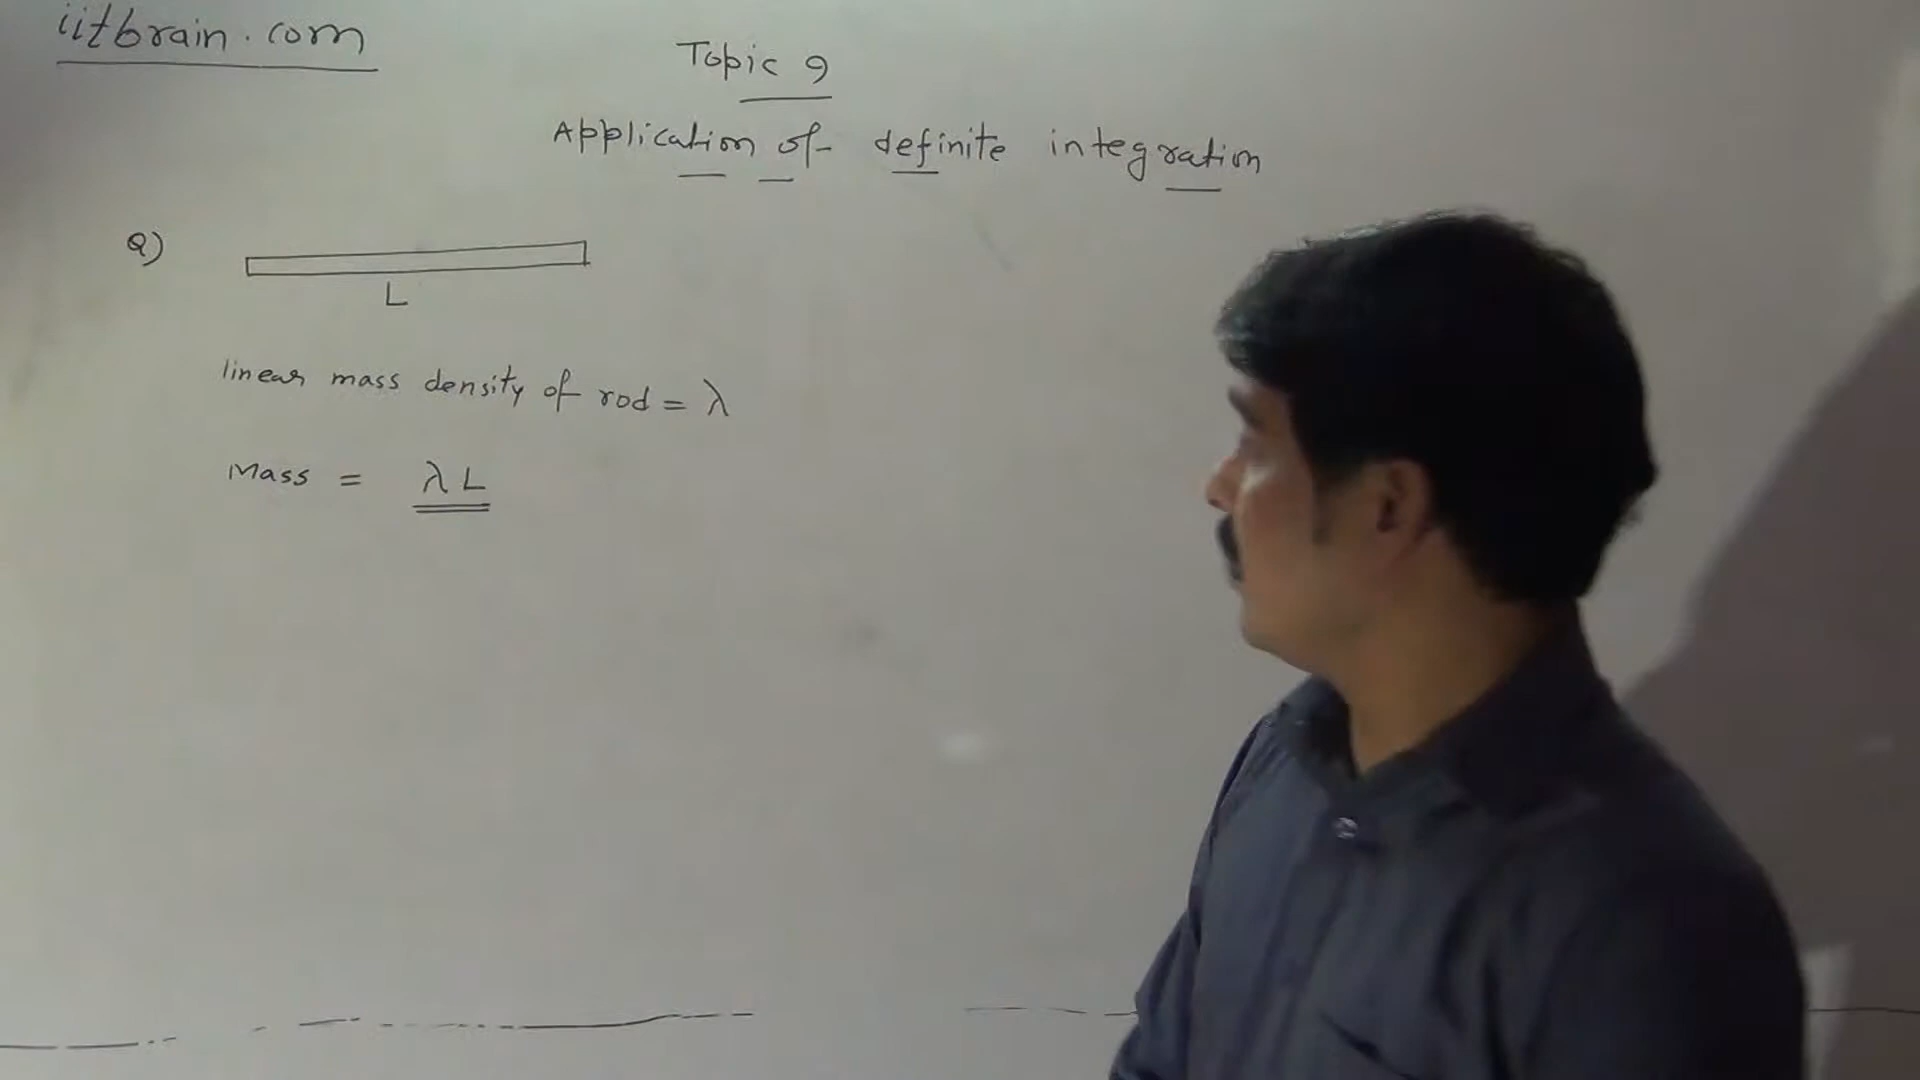 iitbrain.com
Topic 9
Application of definite integration
Q)
L
linear mass density of rod = λ
Mass = λL